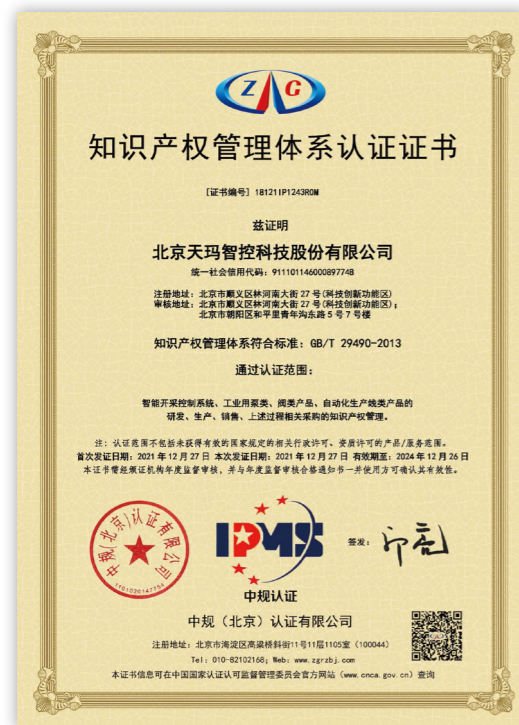 ZG
知识产权管理体系认证证书
[证书编号] 18121IP1243R0M
兹证明
北京天玛智控科技股份有限公司
统一社会信用代码：91110114600089774B
注册地址：北京市顺义区林河南大街 27 号(科技创新功能区)
审核地址：北京市顺义区林河南大街 27 号(科技创新功能区)；
北京市朝阳区和平里青年沟东路 5 号 7 号楼
知识产权管理体系符合标准：GB/T 29490-2013
通过认证范围：
智能开采控制系统、工业用泵类、阀类产品、自动化生产线类产品的
研发、生产、销售、上述过程相关采购的知识产权管理。
注：认证范围不包括未获得有效的国家规定的相关行政许可、资质许可的产品/服务范围。
首次发证日期：2021 年 12 月 27 日 本次发证日期：2021 年 12 月 27 日 有效期至：2024 年 12 月 26 日
本证书需经颁证机构年度监督审核，并与年度监督审核合格通知书一并使用方可确认其有效性。
中规(北京)认证有限公司
1101020147754
IPMS
中规认证
签发：
中规（北京）认证有限公司
注册地址：北京市海淀区高粱桥斜街11号11层1105室（100044）
Tel：010-82102168；Web：www.zgrzbj.com
本证书信息可在中国国家认证认可监督管理委员会官方网站（www.cnca.gov.cn）查询